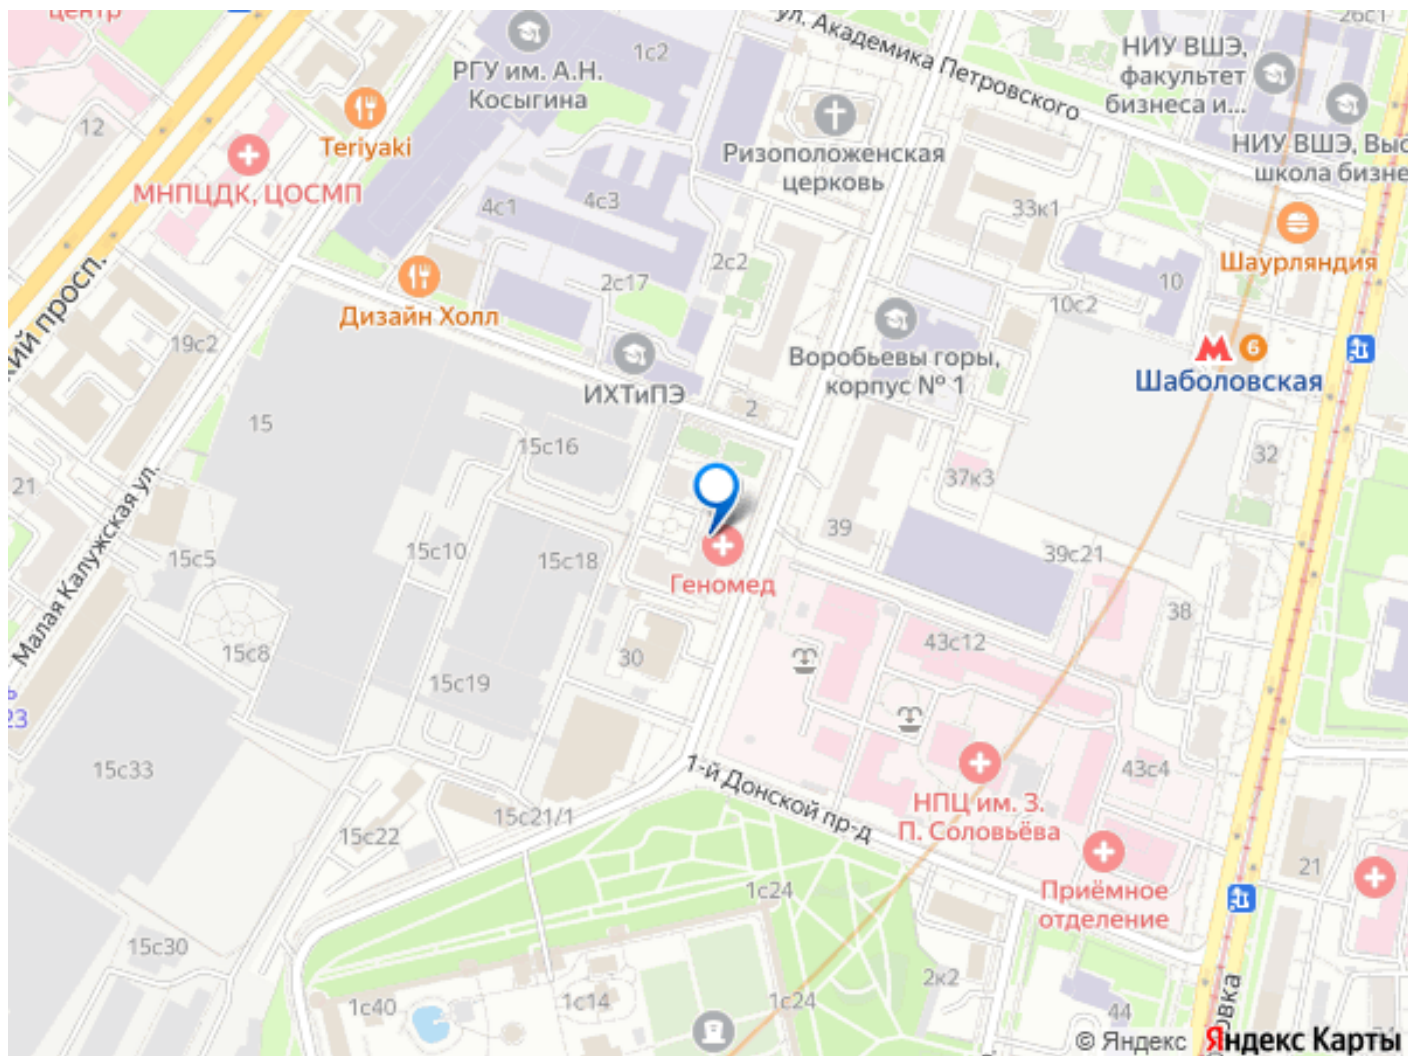 центр
12
Teriyaki
МНПЦДК, ЦОСМП
РГУ им. А.Н.
Косыгина
1с2
ул. Академика Петровского
26с1
НИУ ВШЭ,
факультет
бизнеса и...
НИУ ВШЭ, Выс
школа бизне
Ризоположенская
церковь
4с1
4с3
33к1
2с2
2с17
10
10с2
Шаурляндия
кий просп.
19с2
Дизайн Холл
ИХТиПЭ
2
Воробьевы горы,
корпус № 1
6
Шаболовская
15
15с16
37к3
32
21
Малая Калужская ул.
15с5
15с10
15с18
39
39с21
Геномед
38
15с8
30
43с12
15с19
ь
23
15с33
1-й Донской пр-д
43с4
НПЦ им. З.
П. Соловьёва
15с21/1
15с22
1с24
Приёмное
отделение
21
15с30
1с40
1с14
1с24
2к2
44
овка
© Яндекс Яндекс Карты